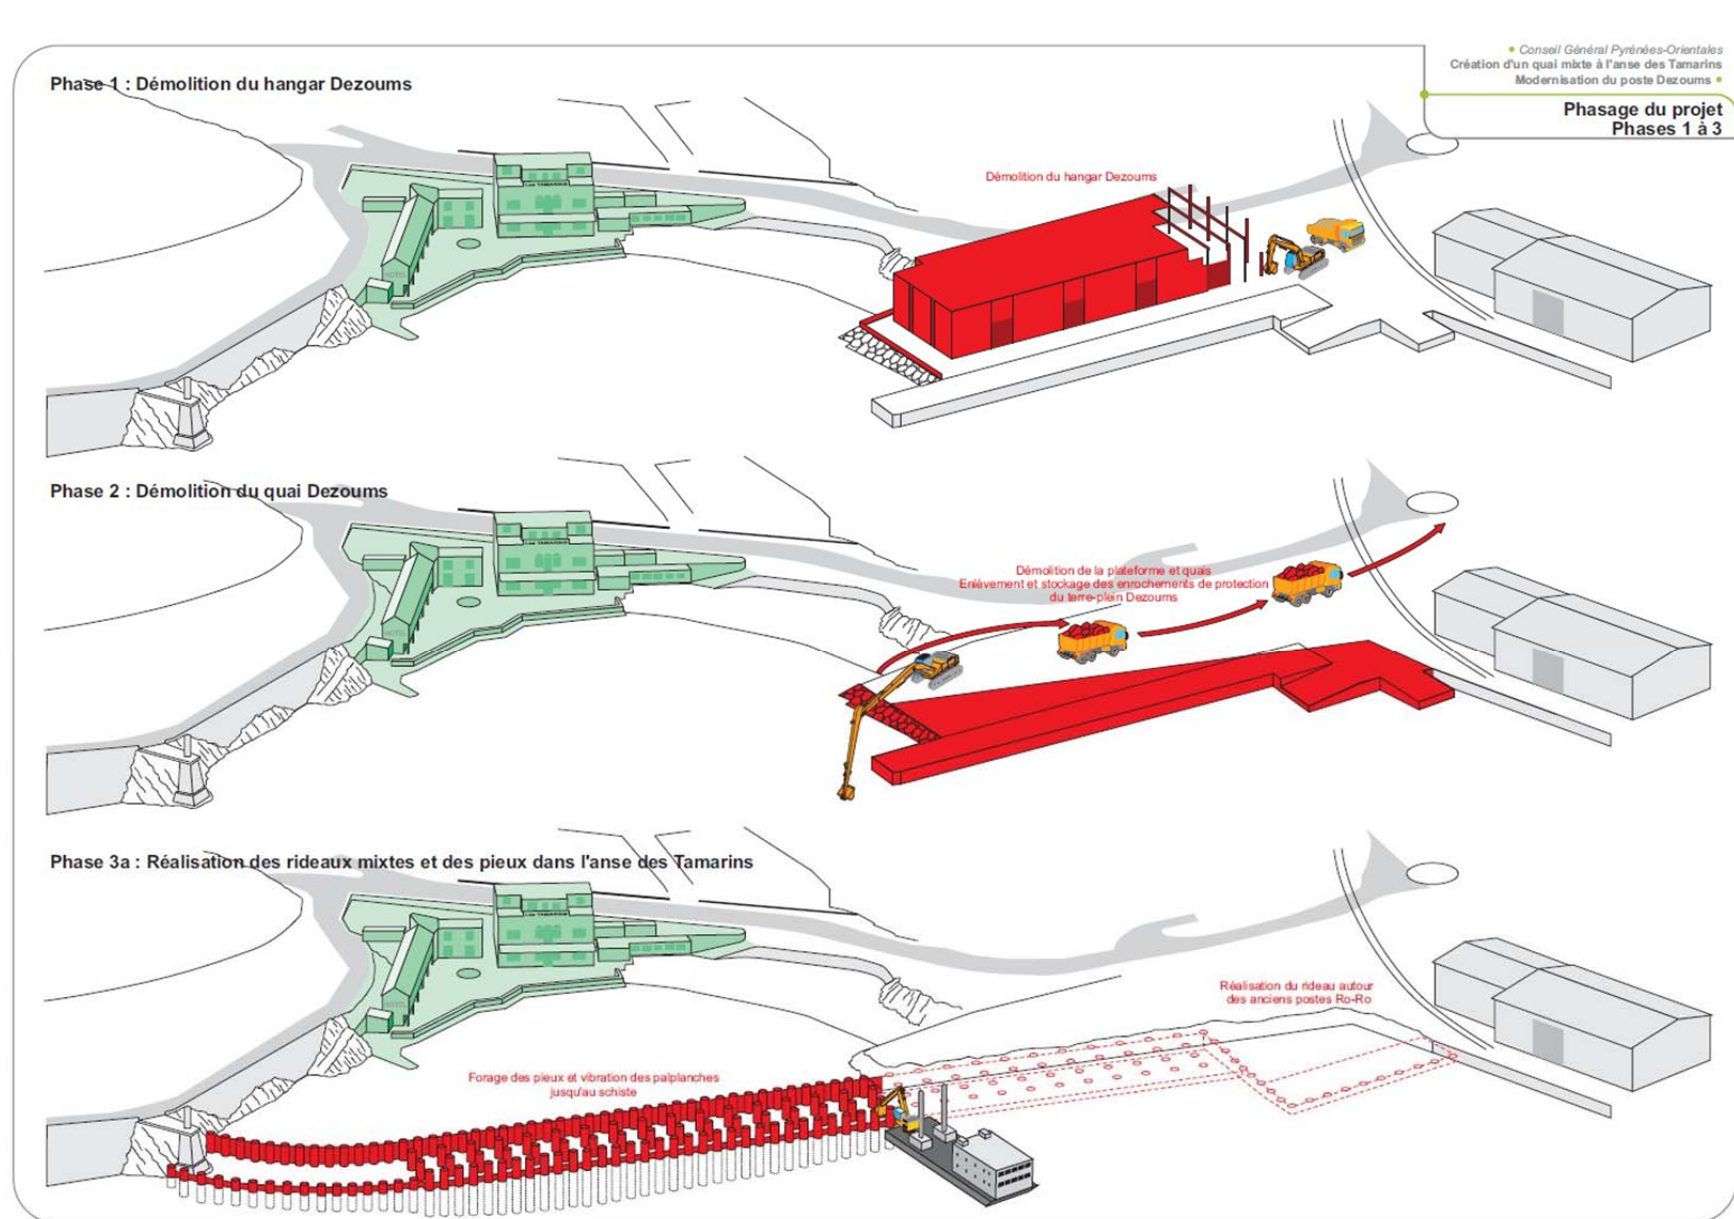 • Conseil Général Pyrénées-Orientales
Création d'un quai mixte à l'anse des Tamarins
Modernisation du poste Dezoums •
Phasage du projet
Phases 1 à 3
Phase 1 : Démolition du hangar Dezoums
Démolition du hangar Dezoums
HOTEL
Phase 2 : Démolition du quai Dezoums
Démolition de la plateforme et quais
Enlèvement et stockage des enrochements de protection
du terre-plein Dezoums
HOTEL
Phase 3a : Réalisation des rideaux mixtes et des pieux dans l'anse des Tamarins
Réalisation du rideau autour
des anciens postes Ro-Ro
HOTEL
Forage des pieux et vibration des palplanches
jusqu'au schiste